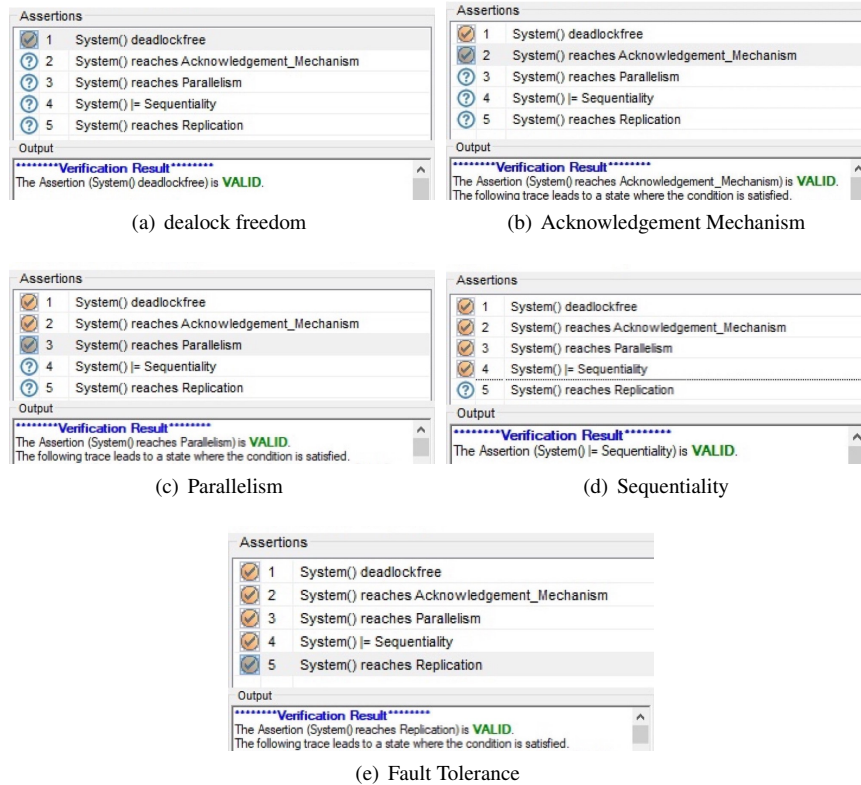 Assertions
1 System() deadlockfree
? 2 System() reaches Acknowledgement_Mechanism
? 3 System() reaches Parallelism
? 4 System() |= Sequentiality
? 5 System() reaches Replication
Output
********Verification Result********
The Assertion (System() deadlockfree) is VALID.
(a) dealock freedom
Assertions
1 System() deadlockfree
2 System() reaches Acknowledgement_Mechanism
? 3 System() reaches Parallelism
? 4 System() |= Sequentiality
? 5 System() reaches Replication
Output
********Verification Result********
The Assertion (System() reaches Acknowledgement_Mechanism) is VALID.
The following trace leads to a state where the condition is satisfied.
(b) Acknowledgement Mechanism
Assertions
1 System() deadlockfree
2 System() reaches Acknowledgement_Mechanism
3 System() reaches Parallelism
? 4 System() |= Sequentiality
? 5 System() reaches Replication
Output
********Verification Result********
The Assertion (System() reaches Parallelism) is VALID.
The following trace leads to a state where the condition is satisfied.
(c) Parallelism
Assertions
1 System() deadlockfree
2 System() reaches Acknowledgement_Mechanism
3 System() reaches Parallelism
4 System() |= Sequentiality
? 5 System() reaches Replication
Output
********Verification Result********
The Assertion (System() |= Sequentiality) is VALID.
(d) Sequentiality
Assertions
1 System() deadlockfree
2 System() reaches Acknowledgement_Mechanism
3 System() reaches Parallelism
4 System() |= Sequentiality
5 System() reaches Replication
Output
********Verification Result********
The Assertion (System() reaches Replication) is VALID.
The following trace leads to a state where the condition is satisfied.
(e) Fault Tolerance